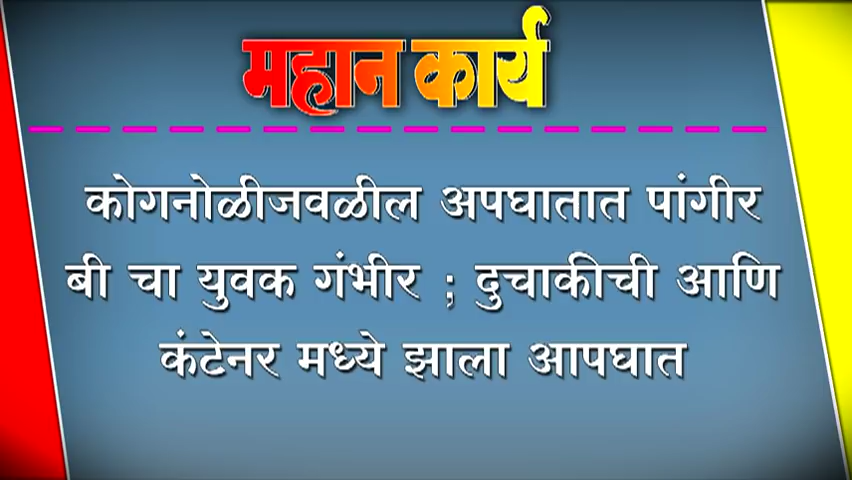 महान कार्य
कोगनोळीजवळील अपघातात पांगीर
बी चा युवक गंभीर ; दुचाकीची आणि
कंटेनर मध्ये झाला आपघात